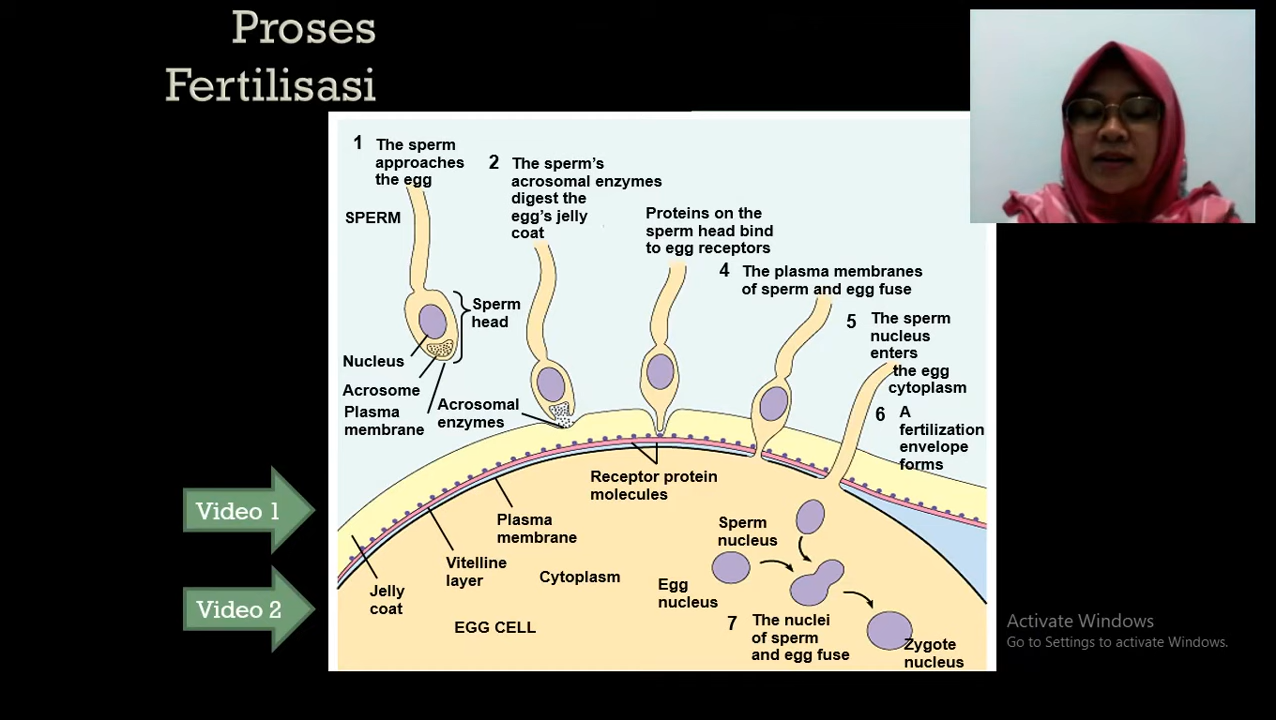 Proses
Fertilisasi
1 The sperm
approaches
the egg
SPERM
Sperm
head
Nucleus
Acrosome
Plasma
membrane
2 The sperm's
acrosomal enzymes
digest the
egg's jelly
coat
Acrosomal
enzymes
Proteins on the
sperm head bind
to egg receptors
4 The plasma membranes
of sperm and egg fuse
5 The sperm
nucleus
enters
the egg
cytoplasm
6 A
fertilization
envelope
forms
Receptor protein
molecules
Plasma
membrane
Vitelline
layer
Jelly
coat
Cytoplasm
EGG CELL
Sperm
nucleus
Egg
nucleus
7 The nuclei
of sperm
and egg fuse
Zygote
nucleus
Video 1
Video 2
Activate Windows
Go to Settings to activate Windows.